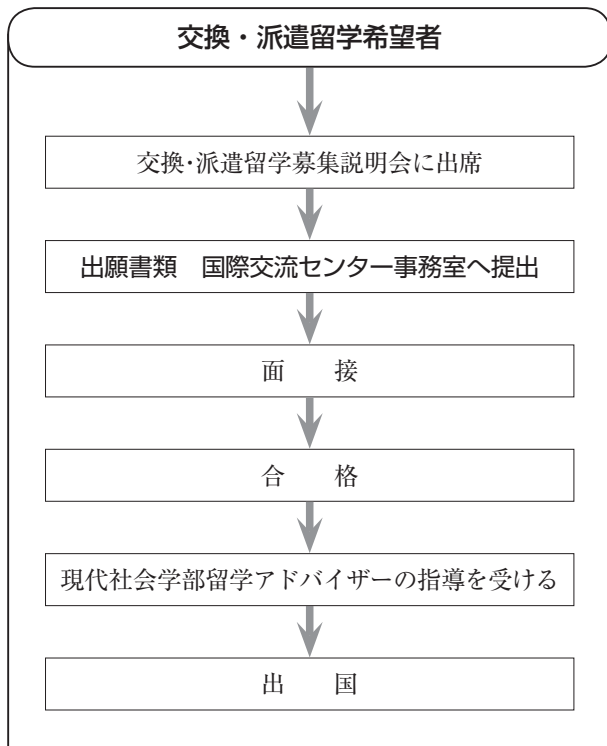 交換・派遣留学希望者
交換・派遣留学募集説明会に出席
出願書類　国際交流センター事務室へ提出
面　　接
合　　格
現代社会学部留学アドバイザーの指導を受ける
出　　国